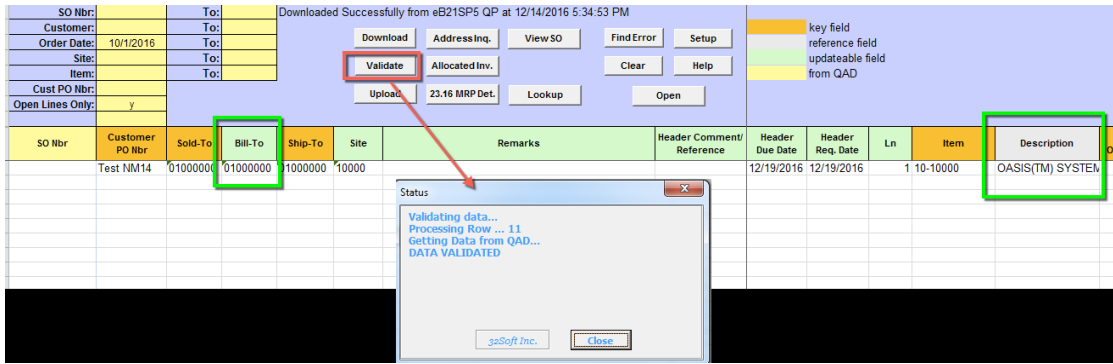 SO Nbr: To: Downloaded Successfully from eB21SP5 QP at 12/14/2016 5:34:53 PM
Customer: To: key field
Download Address Inq. View SO Find Error Setup
Order Date: 10/1/2016 To: reference field
Site: To: updateable field
Validate Allocated Inv. Clear Help
Item: To: from QAD
Cust PO Nbr:
Upload 23.16 MRP Det. Lookup Open
Open Lines Only: y
SO Nbr Customer PO Nbr Sold-To Bill-To Ship-To Site Remarks Header Comment/ Reference Header Due Date Header Req. Date Ln Item Description
Test NM14 01000000 01000000 01000000 10000 12/19/2016 12/19/2016 1 10-10000 OASIS(TM) SYSTEM
Status
Validating data...
Processing Row ... 11
Getting Data from QAD...
DATA VALIDATED
32Soft Inc. Close